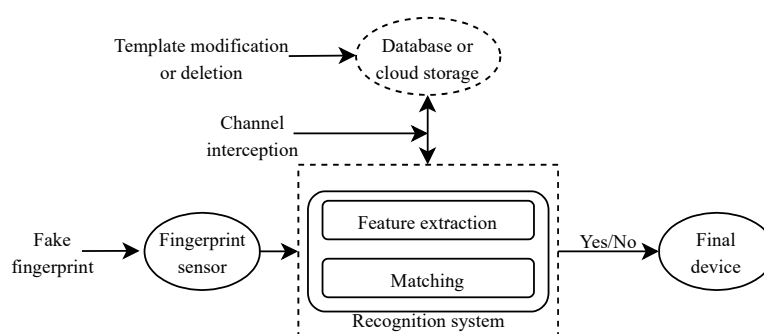 Template modification
or deletion
Database or
cloud storage
Channel
interception
Feature extraction
Fake
fingerprint
Fingerprint
sensor
Yes/No
Final
device
Matching
Recognition system